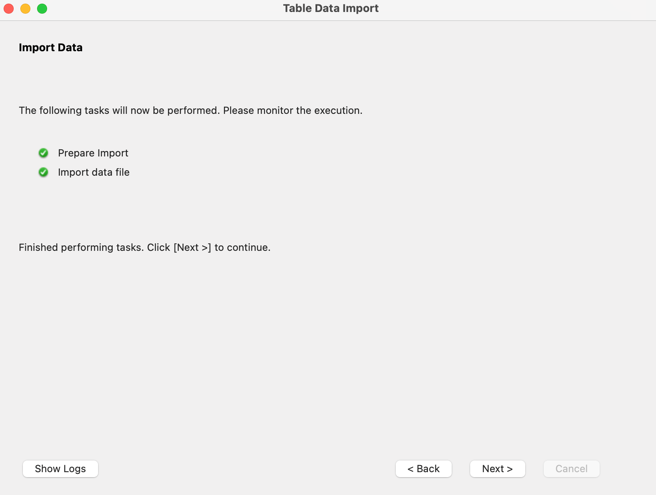 Table Data Import
Import Data
The following tasks will now be performed. Please monitor the execution.
Prepare Import
Import data file
Finished performing tasks. Click [Next >] to continue.
Show Logs
< Back
Next >
Cancel